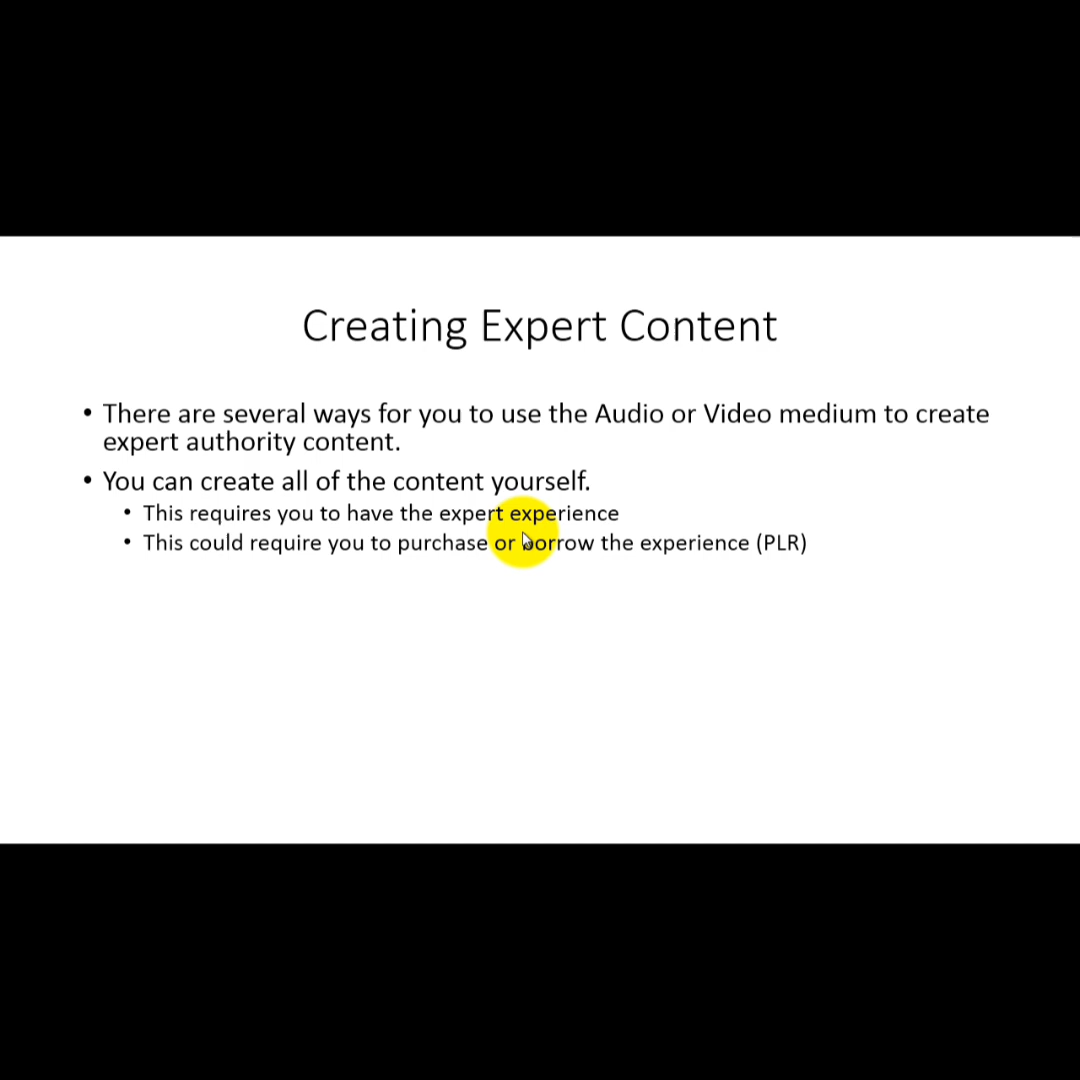 Creating Expert Content
• There are several ways for you to use the Audio or Video medium to create
expert authority content.
• You can create all of the content yourself.
• This requires you to have the expert experience
• This could require you to purchase or borrow the experience (PLR)